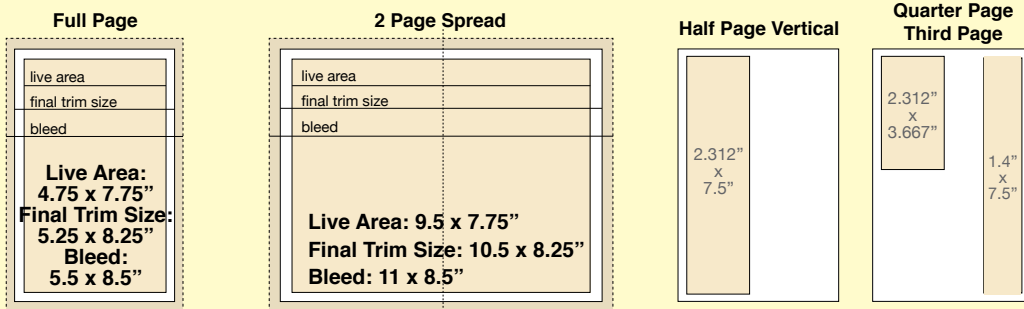 Full Page
live area
final trim size
bleed
Live Area:
4.75 x 7.75”
Final Trim Size:
5.25 x 8.25”
Bleed:
5.5 x 8.5”
2 Page Spread
live area
final trim size
bleed
Live Area: 9.5 x 7.75”
Final Trim Size: 10.5 x 8.25”
Bleed: 11 x 8.5”
Half Page Vertical
2.312”
x
7.5”
Quarter Page
Third Page
2.312”
x
3.667”
1.4”
x
7.5”